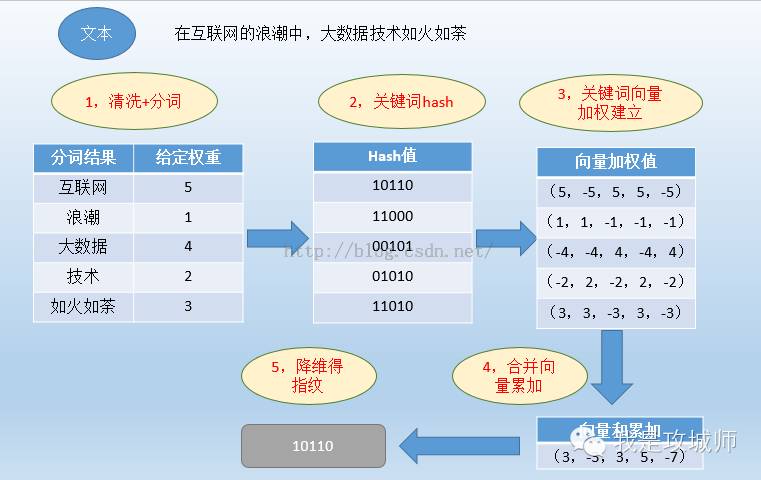 文本
在互联网的浪潮中，大数据技术如火如荼
1，清洗+分词
2，关键词hash
3，关键词向量
加权建立
分词结果 给定权重
互联网 5
浪潮 1
大数据 4
技术 2
如火如荼 3
Hash值
10110
11000
00101
01010
11010
向量加权值
（5，-5，5，5，-5）
（1，1，-1，-1，-1）
（-4，-4，4，-4，4）
（-2，2，-2，2，-2）
（3，3，-3，3，-3）
http://blog.csdn.net/
4，合并向
量累加
5，降维得
指纹
向量和累加
（3，-3，3，5，-7）
10110
我是攻城师